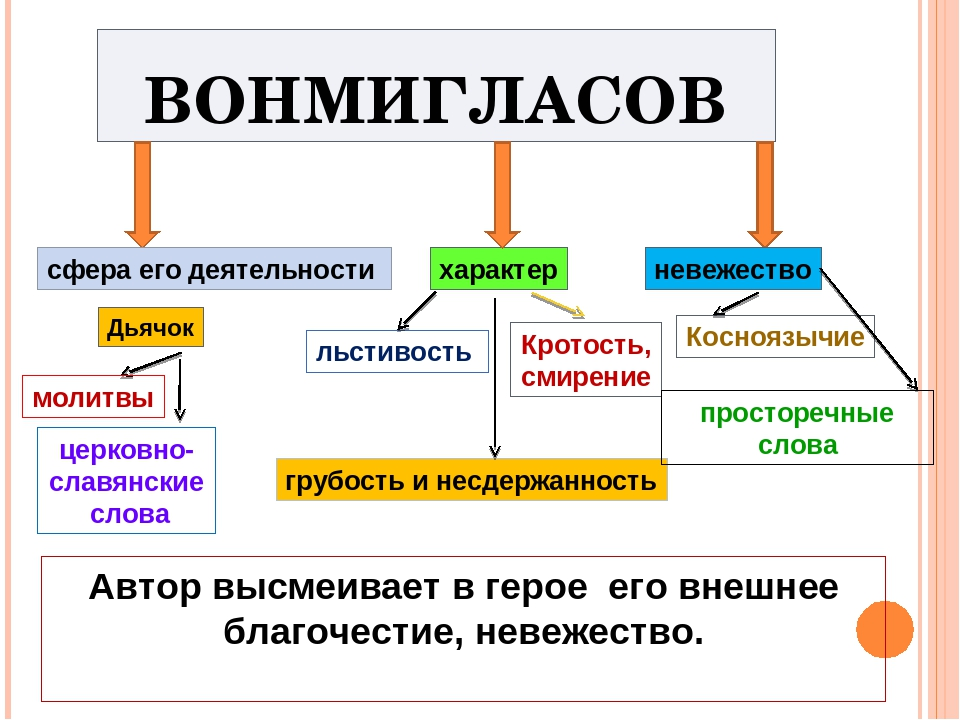 ВОНМИГЛАСОВ
сфера его деятельности
характер
невежество
Дьячок
молитвы
церковно-
славянские
слова
льстивость
Кротость,
смирение
грубость и несдержанность
Косноязычие
просторечные
слова
Автор высмеивает в герое его внешнее
благочестие, невежество.